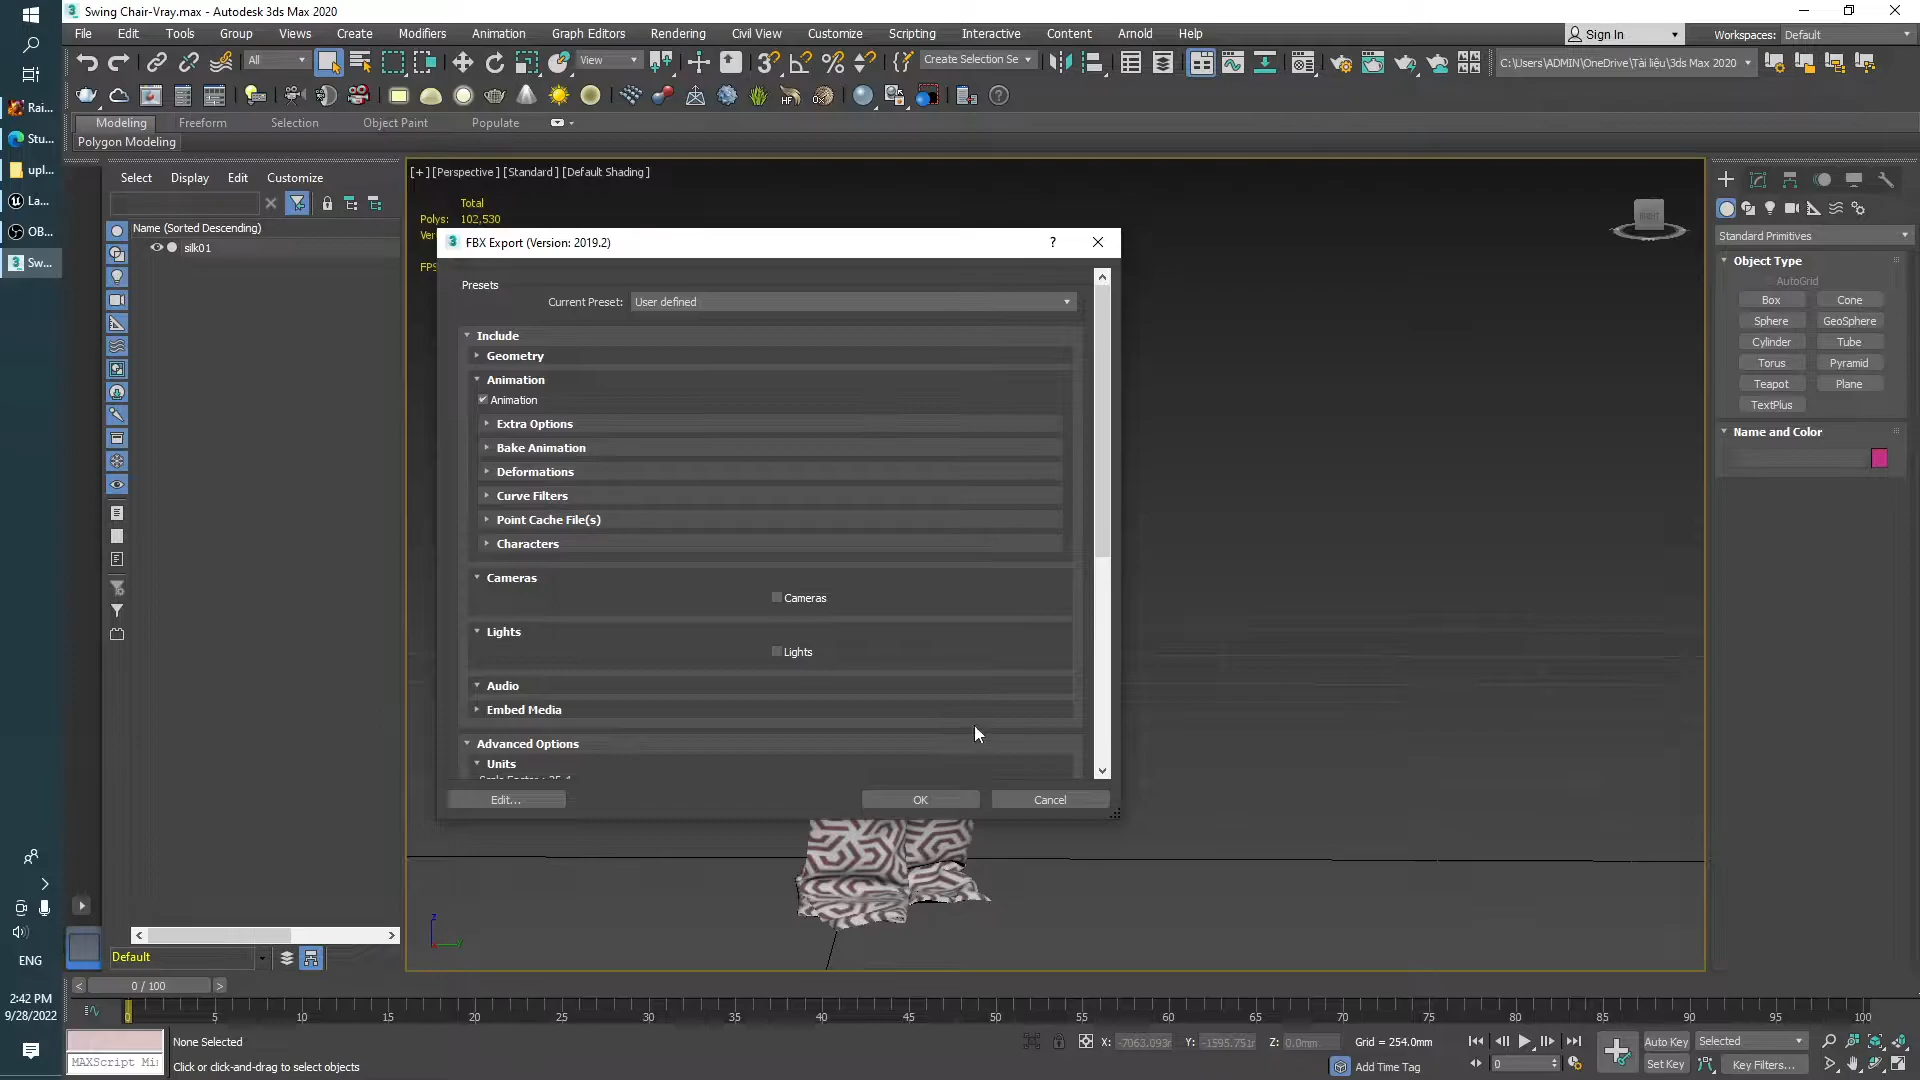 Swing Chair-Vray.max - Autodesk 3ds Max 2020
File Edit Tools Group Views Create Modifiers Animation Graph Editors Rendering Civil View Customize Scripting Interactive Content Arnold Help
Sign In
Workspaces: Default
All
View
Create Selection Se
C:\Users\ADMIN\OneDrive\Tài liệu\3ds Max 2020
HF
Modeling Freeform Selection Object Paint Populate
Polygon Modeling
Rai...
Stu...
upl...
La...
OB...
Sw...
ENG
2:42 PM
9/28/2022
Select Display Edit Customize
Name (Sorted Descending)
silk01
Default
[+] [Perspective ] [Standard ] [Default Shading ]
Total
Polys: 102,530
Ver
FPS
FBX Export (Version: 2019.2)
?
Presets
Current Preset: User defined
Include
Geometry
Animation
Animation
Extra Options
Bake Animation
Deformations
Curve Filters
Point Cache File(s)
Characters
Cameras
Cameras
Lights
Lights
Audio
Embed Media
Advanced Options
Units
Edit... OK Cancel
z
y
Standard Primitives
Object Type
AutoGrid
Box Cone
Sphere GeoSphere
Cylinder Tube
Torus Pyramid
Teapot Plane
TextPlus
Name and Color
0 / 100
0 5 10 15 20 25 30 35 40 45 50 55 60 65 70 75 80 85 90 95 100
None Selected
MAXScript Mi
Click or click-and-drag to select objects
X: -7063.093r Y: -1595.751r Z: 0.0mm Grid = 254.0mm
Add Time Tag
0
Auto Key Selected
Set Key Key Filters...